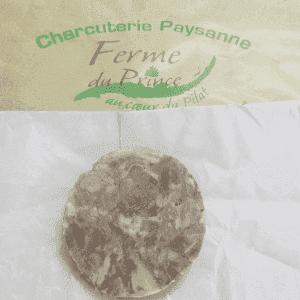 Charcuterie Paysanne
Ferme
du Prince
au cœur du Pilat